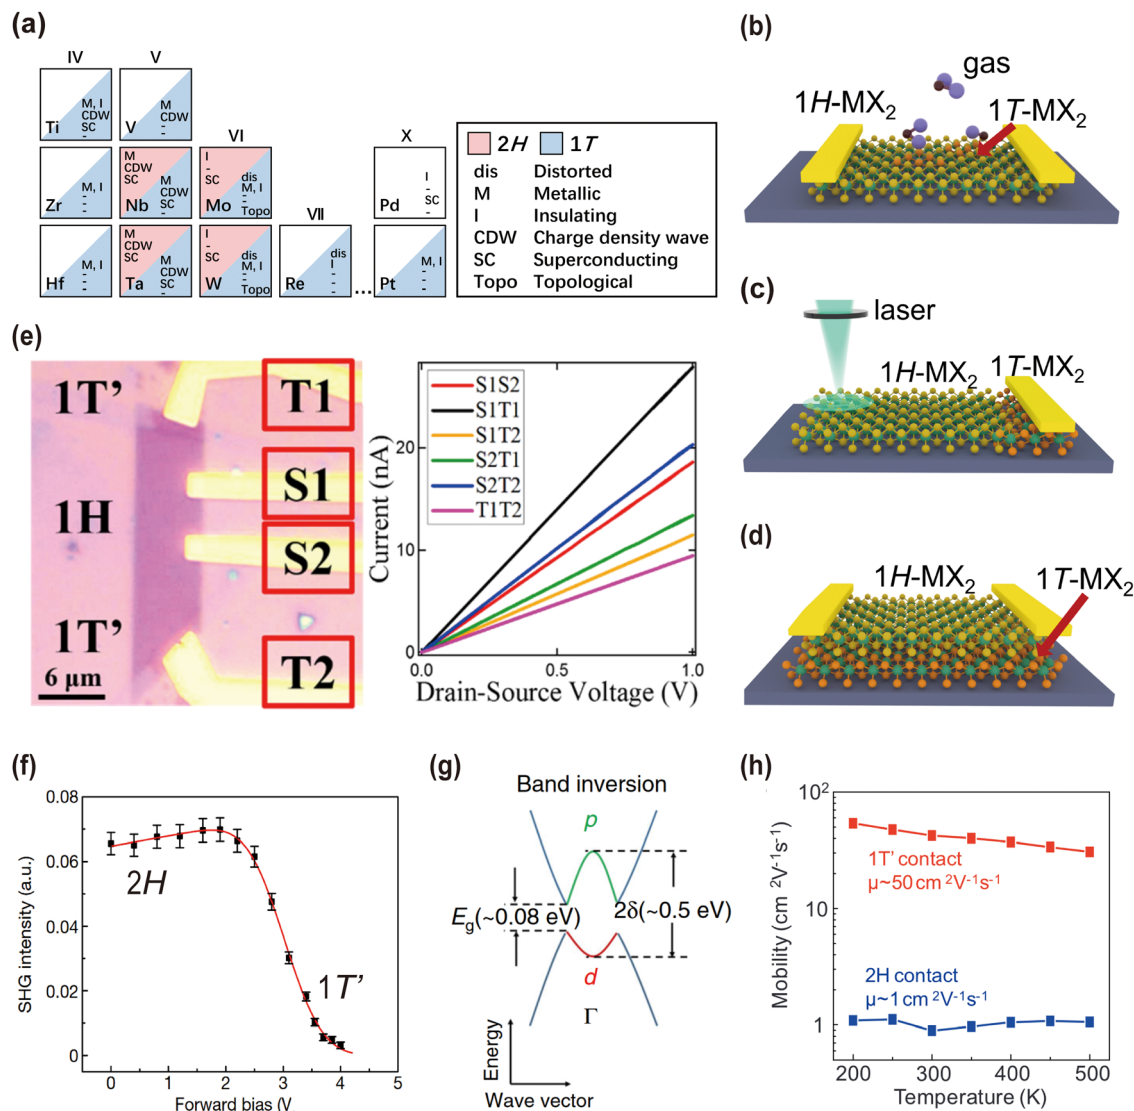 (a)
IV
V
M, I
CDW
SC
-
Ti
M
CDW
-
-
V
VI
X
M, I
-
-
Zr
M
CDW
SC
M
CDW
-
-
Nb
I
-
SC
dis
M, I
-
Topo
Mo
VII
I
-
SC
-
Pd
M, I
-
-
Hf
M
CDW
SC
M
CDW
SC
-
Ta
I
-
SC
dis
M, I
-
Topo
W
dis
I
-
-
Re
...
M, I
-
-
-
Pt
2H 1T
dis Distorted
M Metallic
I Insulating
CDW Charge density wave
SC Superconducting
Topo Topological
(b)
gas
1H-MX2
1T-MX2
(c)
laser
1H-MX2
1T-MX2
(d)
1H-MX2
1T-MX2
(e)
1T’
1H
1T’
6 μm
T1
S1
S2
T2
Current (nA)
20
10
0
S1S2
S1T1
S1T2
S2T1
S2T2
T1T2
0.0 0.5 1.0
Drain-Source Voltage (V)
(f)
SHG intensity (a.u.)
0.08
0.06
0.04
0.02
0
2H
1T’
0 1 2 3 4 5
Forward bias (V
(g)
Band inversion
p
Eg(~0.08 eV)
2δ(~0.5 eV)
d
Γ
Energy
Wave vector
(h)
Mobility (cm 2V-1s-1)
10^2
10
1
1T’ contact
μ~50 cm 2V-1s-1
2H contact
μ~1 cm 2V-1s-1
200 300 400 500
Temperature (K)